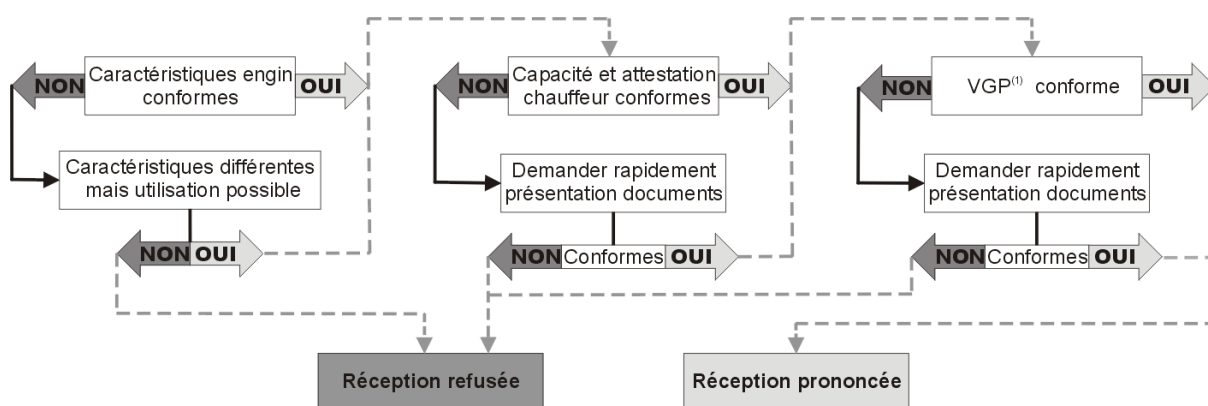 NON
Caractéristiques engin
conformes
OUI
NON
Capacité et attestation
chauffeur conformes
OUI
NON
VGP(1) conforme
OUI
Caractéristiques différentes
mais utilisation possible
Demander rapidement
présentation documents
Demander rapidement
présentation documents
NON OUI
NON Conformes OUI
NON Conformes OUI
Réception refusée
Réception prononcée